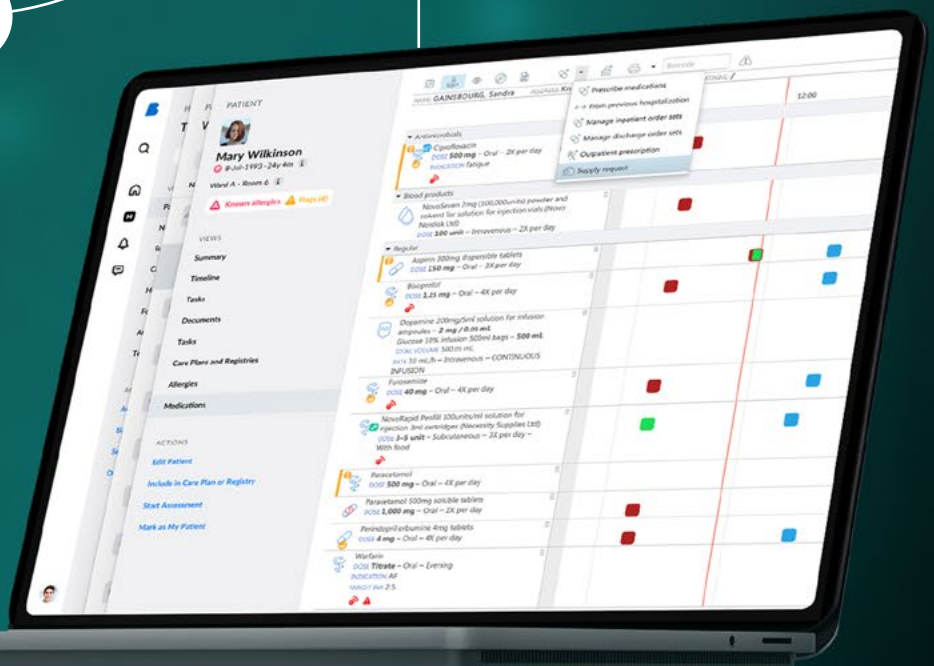 PATIENT
Mary Wilkinson
8-Jul-1993 - 24y 4m
Ward A - Room 6
Known allergies
Flags (4)
VIEWS
Summary
Timeline
Tasks
Documents
Tasks
Care Plans and Registries
Allergies
Medications
ACTIONS
Edit Patient
Include in Care Plan or Registry
Start Assessment
Mark as My Patient
NAME GAINSBOURG, Sandra
Barcode
Prescribe medications
From previous hospitalization
Manage inpatient order sets
Manage discharge order sets
Outpatient prescription
Supply request
12:00
Antimicrobials
Ciprofloxacin
DOSE 500 mg – Oral – 2X per day
INDICATION fatigue
Blood products
NovoSeven 2mg (100,000units) powder and
solvent for solution for injection vials (Novo
Nordisk Ltd)
DOSE 100 unit – Intravenous – 2X per day
Regular
Aspirin 300mg dispersible tablets
DOSE 150 mg – Oral – 3X per day
Bisoprolol
DOSE 1.25 mg – Oral – 4X per day
Dopamine 200mg/5ml solution for infusion
ampoules – 2 mg / 0.05 mL
Glucose 10% infusion 500ml bags – 500 mL
TOTAL VOLUME 500.05 mL
RATE 10 mL/h – Intravenous – CONTINUOUS
INFUSION
Furosemide
DOSE 40 mg – Oral – 4X per day
NovoRapid Penfill 100units/ml solution for
injection 3ml cartridges (Necessity Supplies Ltd)
DOSE 3–5 unit – Subcutaneous – 3X per day –
With food
Paracetamol
DOSE 500 mg – Oral – 4X per day
Paracetamol 500mg soluble tablets
DOSE 1,000 mg – Oral – 2X per day
Perindopril erbumine 4mg tablets
DOSE 4 mg – Oral – 4X per day
Warfarin
DOSE Titrate – Oral – Evening
INDICATION AF
TARGET INR 2.5